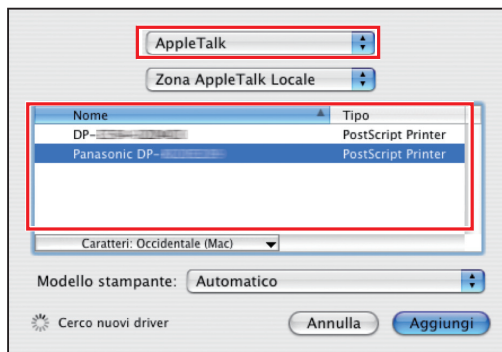 AppleTalk
Zona AppleTalk Locale
Nome Tipo
DP- PostScript Printer
Panasonic DP- PostScript Printer
Caratteri: Occidentale (Mac)
Modello stampante: Automatico
Cerco nuovi driver Annulla Aggiungi